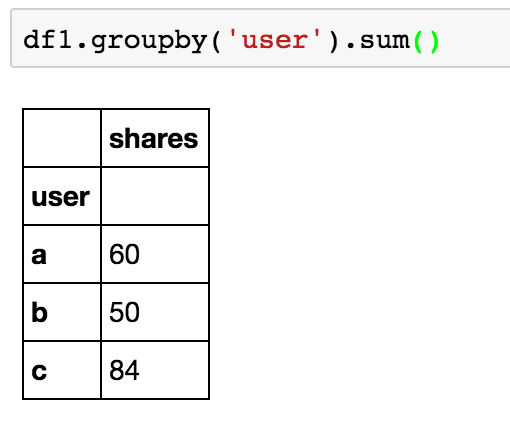 df1.groupby('user').sum()
shares
user
a 60
b 50
c 84